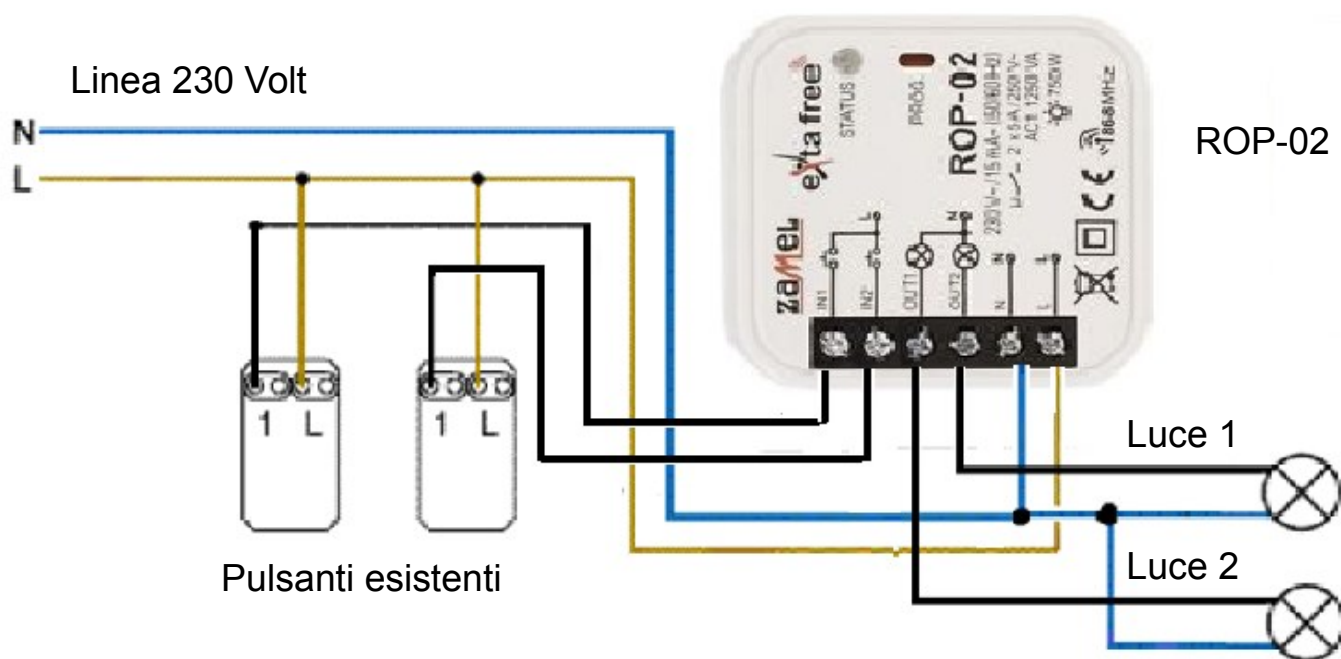 Linea 230 Volt
N
L
ROP-02
STATUS
PROG.
exta free
ROP-02
ZAMEL
IN1
IN2
OUT1
OUT2
N
L
L
N
N
L
CE
1
L
1
L
Luce 1
Luce 2
Pulsanti esistenti